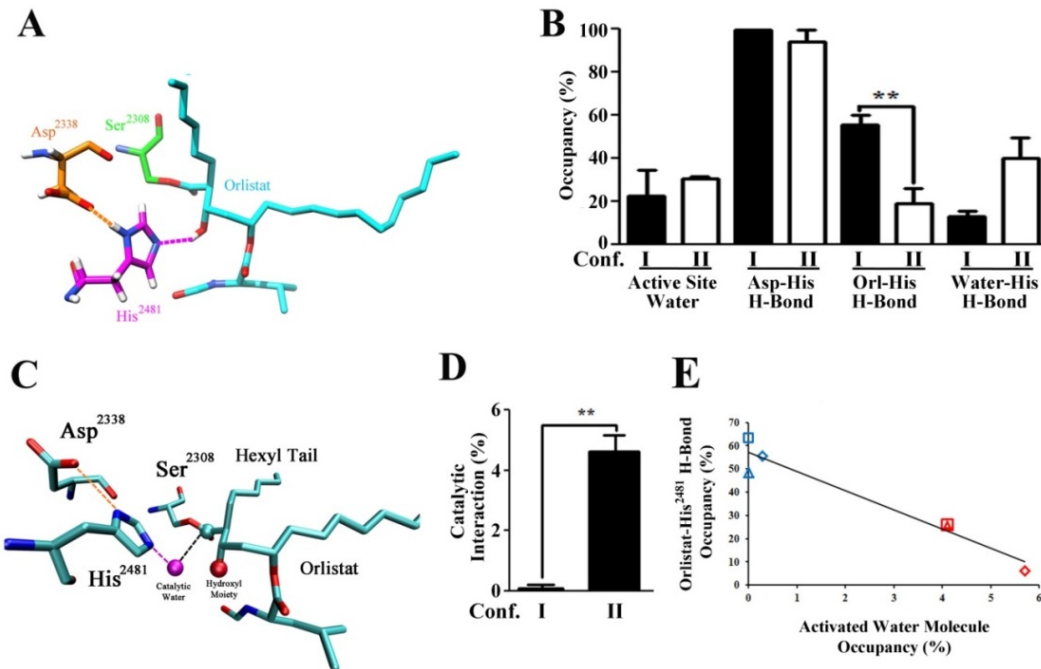 A
Asp2338
Ser2308
Orlistat
His2481
B
Occupancy (%)
100
80
60
40
20
0
**
Conf. I II I II I II I II
Active Site Water
Asp-His H-Bond
Orl-His H-Bond
Water-His H-Bond
C
Asp2338
Ser2308
Hexyl Tail
His2481
Catalytic Water
Hydroxyl Moiety
Orlistat
D
Catalytic
Interaction (%)
6
4
2
0
**
Conf. I II
E
Orlistat-His2481 H-Bond
Occupancy (%)
70
60
50
40
30
20
10
0
0 1 2 3 4 5 6
Activated Water Molecule
Occupancy (%)